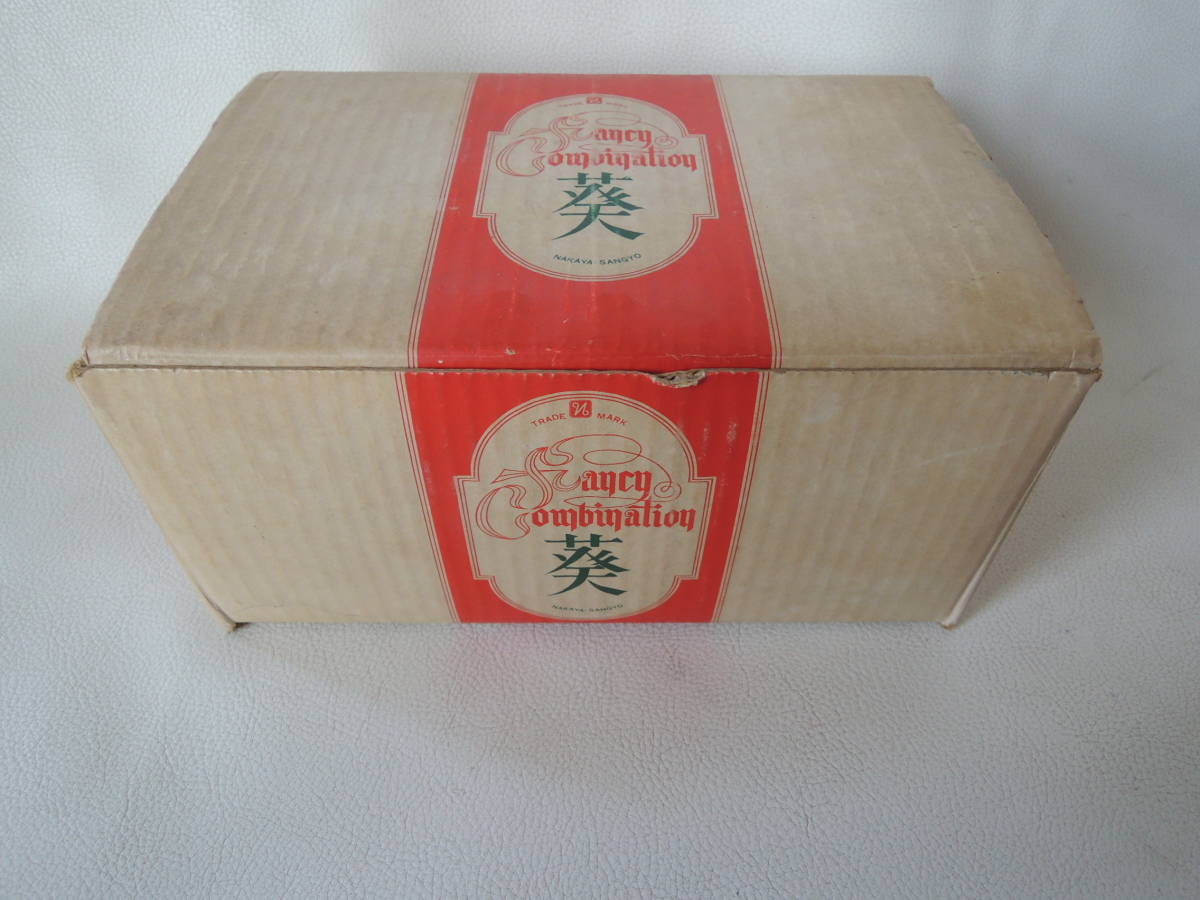 TRADE MARK
Fancy
Combination
葵
NAKAYA-SANGYO
TRADE MARK
Fancy
Combination
葵
NAKAYA-SANGYO